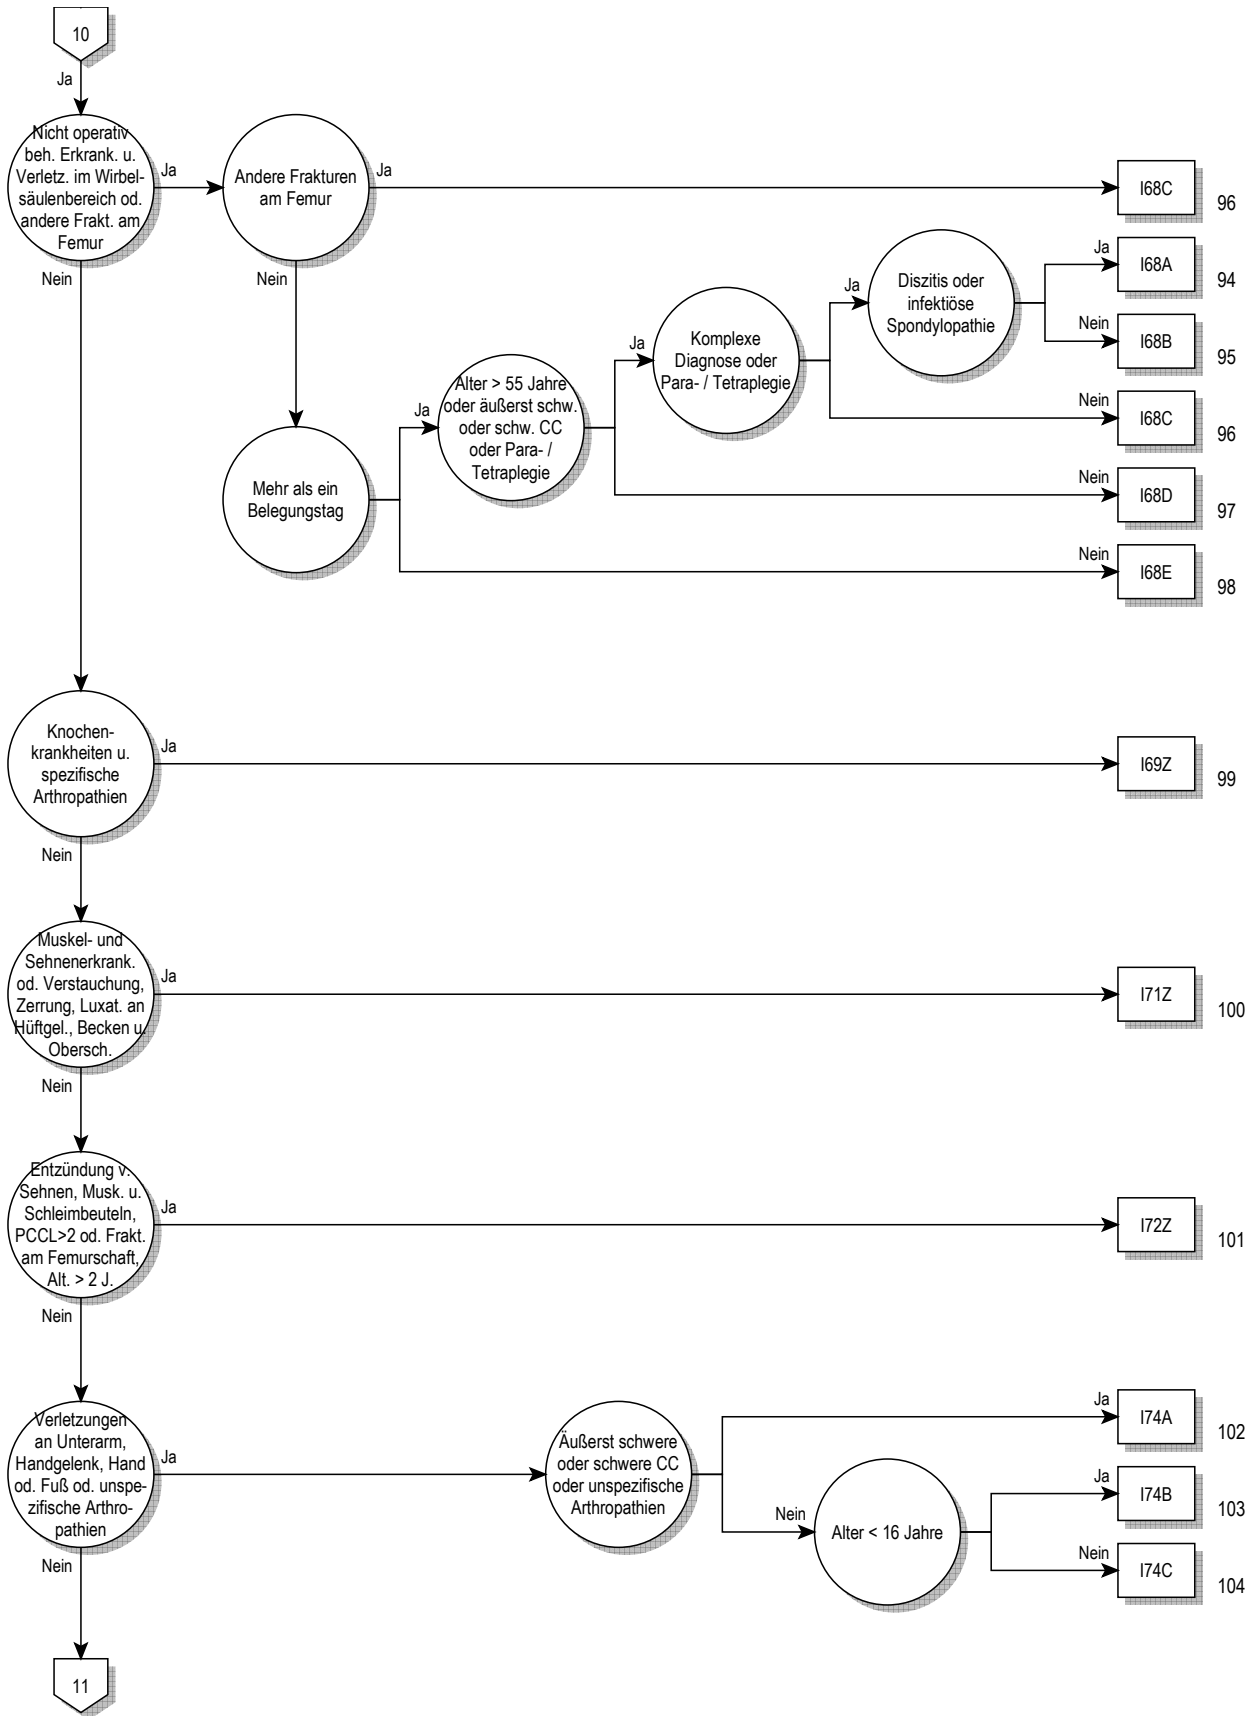 10
Ja
Nicht operativ
beh. Erkrank. u.
Verletz. im Wirbel-
säulenbereich od.
andere Frakt. am
Femur
Ja
Andere Frakturen
am Femur
Ja
I68C
96
Nein
Nein
Mehr als ein
Belegungstag
Ja
Alter > 55 Jahre
oder äußerst schw.
oder schw. CC
oder Para- /
Tetraplegie
Ja
Komplexe
Diagnose oder
Para- / Tetraplegie
Ja
Diszitis oder
infektiöse
Spondylopathie
Ja
I68A
94
Nein
I68B
95
Nein
I68C
96
Nein
I68D
97
Nein
I68E
98
Knochen-
krankheiten u.
spezifische
Arthropathien
Ja
I69Z
99
Nein
Muskel- und
Sehnenerkrank.
od. Verstauchung,
Zerrung, Luxat. an
Hüftgel., Becken u.
Obersch.
Ja
I71Z
100
Nein
Entzündung v.
Sehnen, Musk. u.
Schleimbeuteln,
PCCL>2 od. Frakt.
am Femurschaft,
Alt. > 2 J.
Ja
I72Z
101
Nein
Verletzungen
an Unterarm,
Handgelenk, Hand
od. Fuß od. unspe-
zifische Arthro-
pathien
Ja
Äußerst schwere
oder schwere CC
oder unspezifische
Arthropathien
Ja
I74A
102
Nein
Alter < 16 Jahre
Ja
I74B
103
Nein
I74C
104
Nein
11